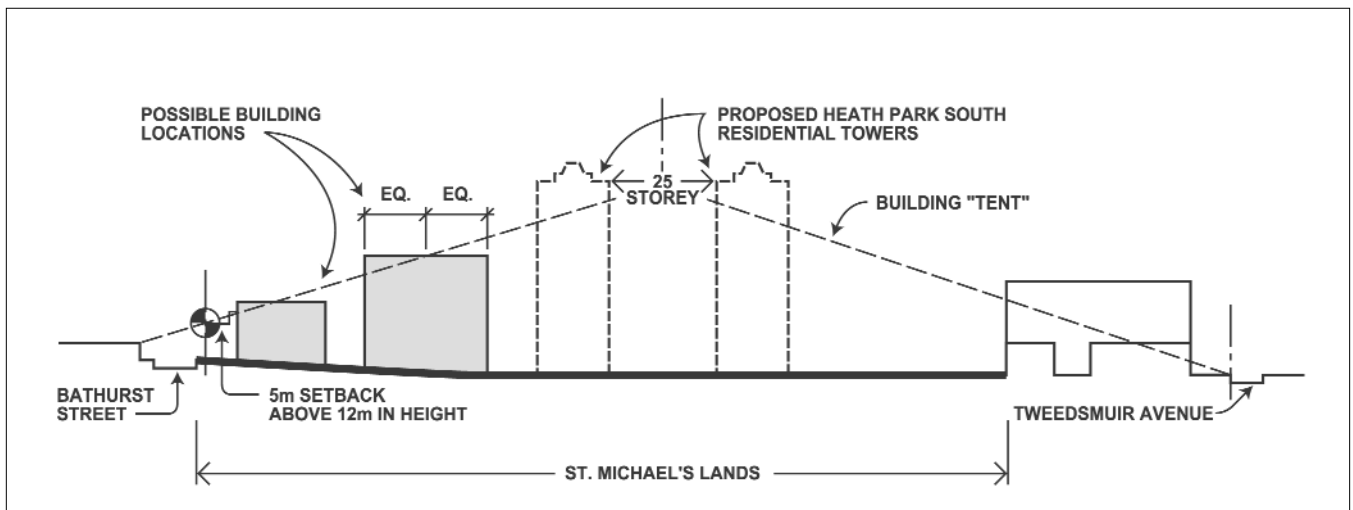 POSSIBLE BUILDING
LOCATIONS
PROPOSED HEATH PARK SOUTH
RESIDENTIAL TOWERS
EQ. EQ.
25
STOREY
BUILDING "TENT"
BATHURST
STREET
5m SETBACK
ABOVE 12m IN HEIGHT
TWEEDSMUIR AVENUE
ST. MICHAEL'S LANDS